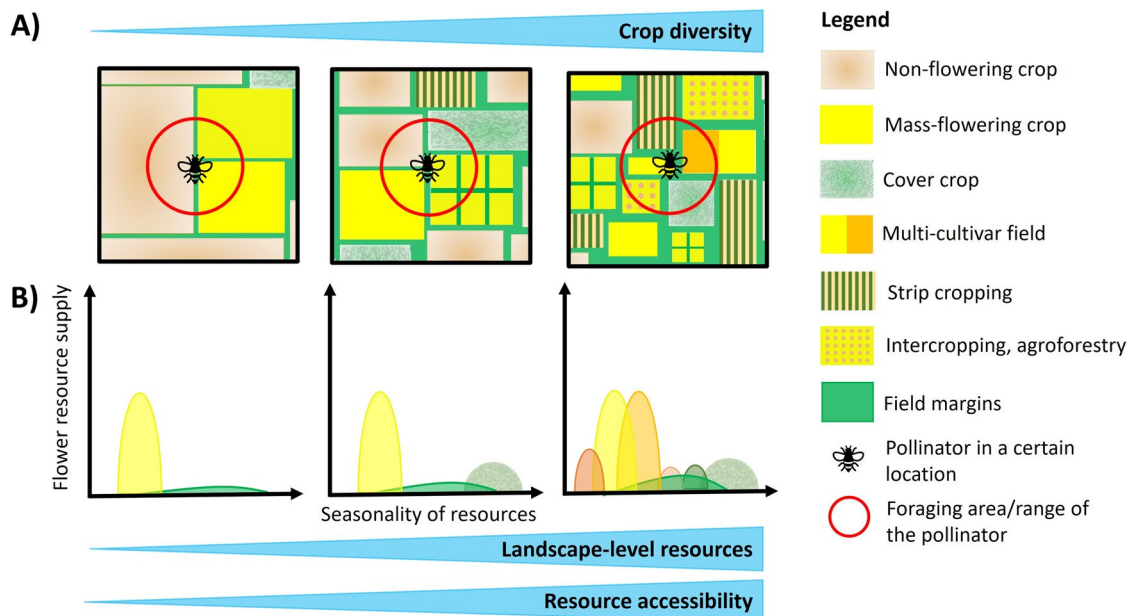 A)
Crop diversity
Legend
Non-flowering crop
Mass-flowering crop
Cover crop
Multi-cultivar field
Strip cropping
Intercropping, agroforestry
Field margins
Pollinator in a certain
location
Foraging area/range of
the pollinator
B)
Flower resource supply
Seasonality of resources
Landscape-level resources
Resource accessibility